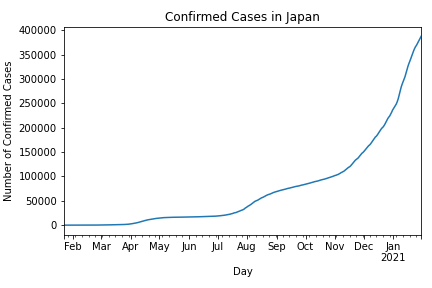 Confirmed Cases in Japan
400000
350000
300000
250000
200000
150000
100000
50000
0
Number of Confirmed Cases
Feb Mar Apr May Jun Jul Aug Sep Oct Nov Dec Jan
2021
Day